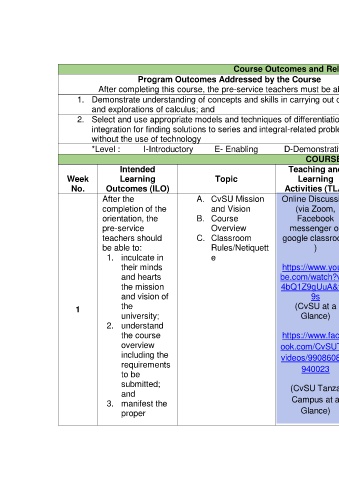 Course Outcomes and Rel
Program Outcomes Addressed by the Course
After completing this course, the pre-service teachers must be a
1. Demonstrate understanding of concepts and skills in carrying out
and explorations of calculus; and
2. Select and use appropriate models and techniques of differentiatio
integration for finding solutions to series and integral-related proble
without the use of technology
*Level : I-Introductory E- Enabling D-Demonstrati
COURSE
Week No.
Intended Learning Outcomes (ILO)
Topic
Teaching and Learning Activities (TLA
1
After the
completion of the
orientation, the
pre-service
teachers should
be able to:
1. inculcate in
their minds
and hearts
the mission
and vision of
the
university;
2. understand
the course
overview
including the
requirements
to be
submitted;
and
3. manifest the
proper
A. CvSU Mission
and Vision
B. Course
Overview
C. Classroom
Rules/Netiquett
e
Online Discussi
(via Zoom,
Facebook
messenger o
google classroo
)
https://www.you
be.com/watch?v
4bQ1Z9qUuA&
9s
(CvSU at a
Glance)
https://www.fac
ook.com/CvSUT
videos/9908608
940023
(CvSU Tanza
Campus at a
Glance)